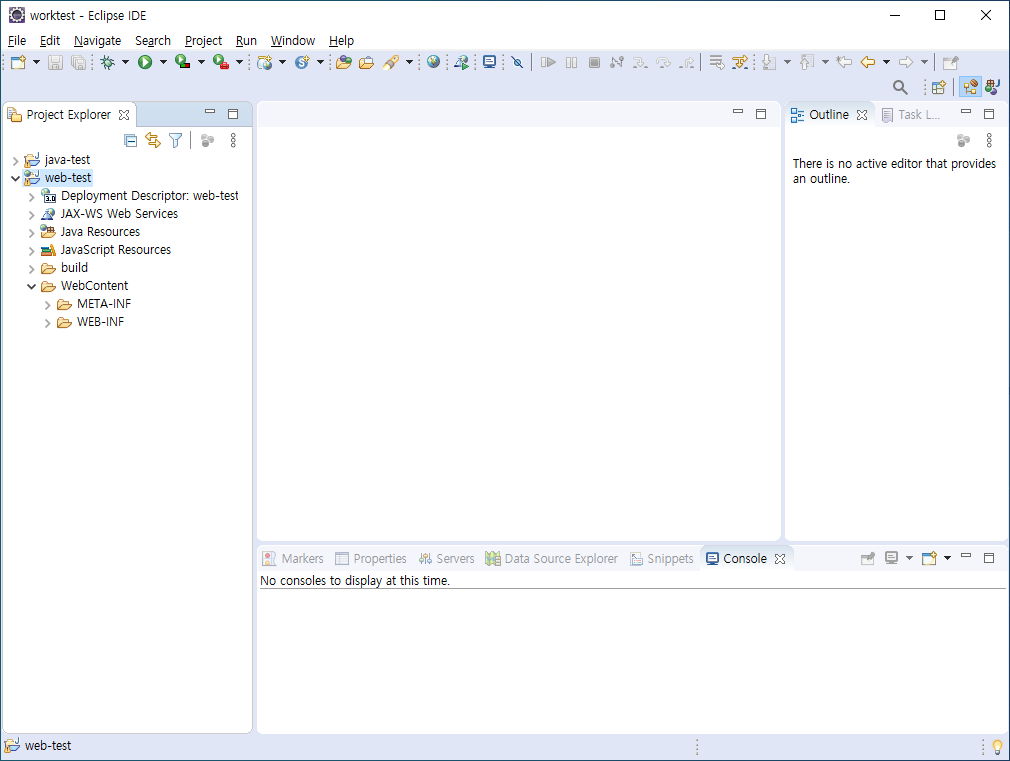 worktest - Eclipse IDE
File Edit Navigate Search Project Run Window Help
Project Explorer
java-test
web-test
3.0 Deployment Descriptor: web-test
JAX-WS Web Services
Java Resources
JavaScript Resources
build
WebContent
META-INF
WEB-INF
Outline Task L...
There is no active editor that provides
an outline.
Markers Properties Servers Data Source Explorer Snippets Console
No consoles to display at this time.
web-test